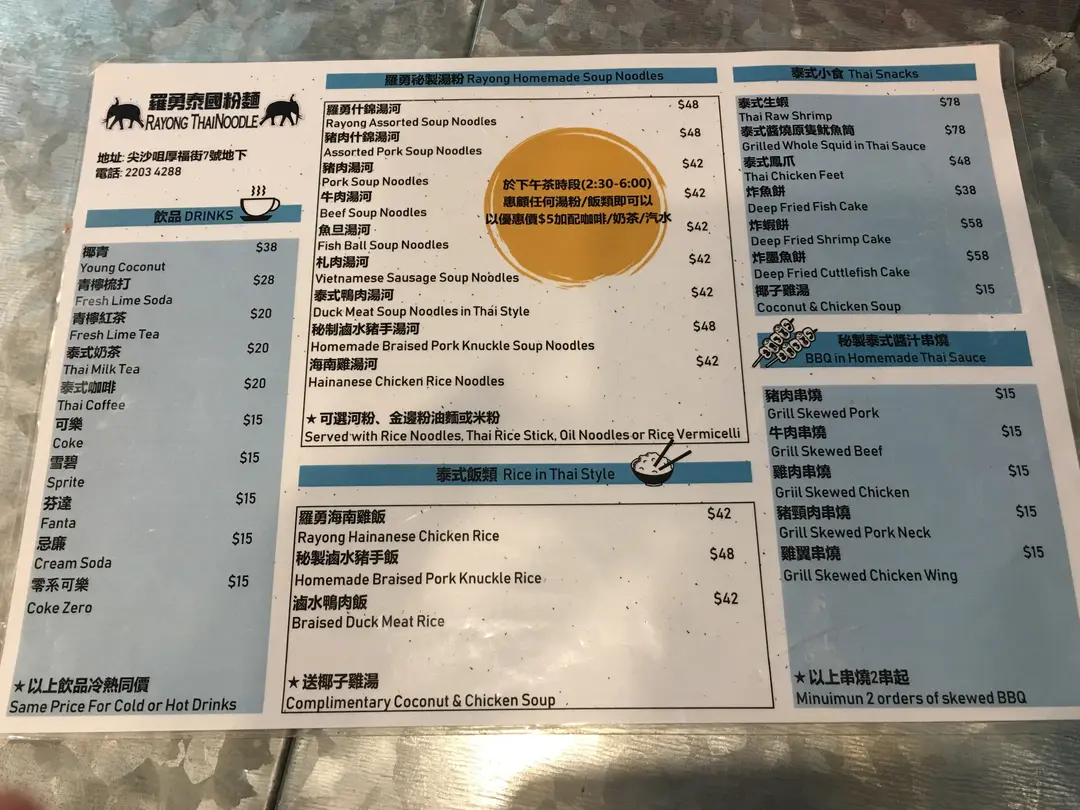 羅勇泰國粉麵
RAYONG THAINOODLE
地址: 尖沙咀厚福街7號地下
電話: 2203 4288
飲品 DRINKS
椰青 $38
Young Coconut
青檸梳打 $28
Fresh Lime Soda
青檸紅茶 $20
Fresh Lime Tea
泰式奶茶 $20
Thai Milk Tea
泰式咖啡 $20
Thai Coffee
可樂 $15
Coke
雪碧 $15
Sprite
芬達 $15
Fanta
忌廉 $15
Cream Soda
零系可樂 $15
Coke Zero
★以上飲品冷熱同價
Same Price For Cold or Hot Drinks
羅勇祕製湯粉 Rayong Homemade Soup Noodles
羅勇什錦湯河 $48
Rayong Assorted Soup Noodles
豬肉什錦湯河 $48
Assorted Pork Soup Noodles
豬肉湯河 $42
Pork Soup Noodles
牛肉湯河 $42
Beef Soup Noodles
魚旦湯河 $42
Fish Ball Soup Noodles
札肉湯河 $42
Vietnamese Sausage Soup Noodles
泰式鴨肉湯河 $42
Duck Meat Soup Noodles in Thai Style
秘制滷水豬手湯河 $48
Homemade Braised Pork Knuckle Soup Noodles
海南雞湯河 $42
Hainanese Chicken Rice Noodles
★可選河粉、金邊粉油麵或米粉
Served with Rice Noodles, Thai Rice Stick, Oil Noodles or Rice Vermicelli
於下午茶時段(2:30-6:00)
惠顧任何湯粉/飯類即可以
以優惠價$5加配咖啡/奶茶/汽水
泰式飯類 Rice in Thai Style
羅勇海南雞飯 $42
Rayong Hainanese Chicken Rice
秘製滷水豬手飯 $48
Homemade Braised Pork Knuckle Rice
滷水鴨肉飯 $42
Braised Duck Meat Rice
★送椰子雞湯
Complimentary Coconut & Chicken Soup
泰式小食 Thai Snacks
泰式生蝦 $78
Thai Raw Shrimp
泰式醬燒原隻魷魚筒 $78
Grilled Whole Squid in Thai Sauce
泰式鳳爪 $48
Thai Chicken Feet
炸魚餅 $38
Deep Fried Fish Cake
炸蝦餅 $58
Deep Fried Shrimp Cake
炸墨魚餅 $58
Deep Fried Cuttlefish Cake
椰子雞湯 $15
Coconut & Chicken Soup
秘製泰式醬汁串燒
BBQ in Homemade Thai Sauce
豬肉串燒 $15
Grill Skewed Pork
牛肉串燒 $15
Grill Skewed Beef
雞肉串燒 $15
Griil Skewed Chicken
豬頸肉串燒 $15
Grill Skewed Pork Neck
雞翼串燒 $15
Grill Skewed Chicken Wing
★以上串燒2串起
Minuimun 2 orders of skewed BBQ